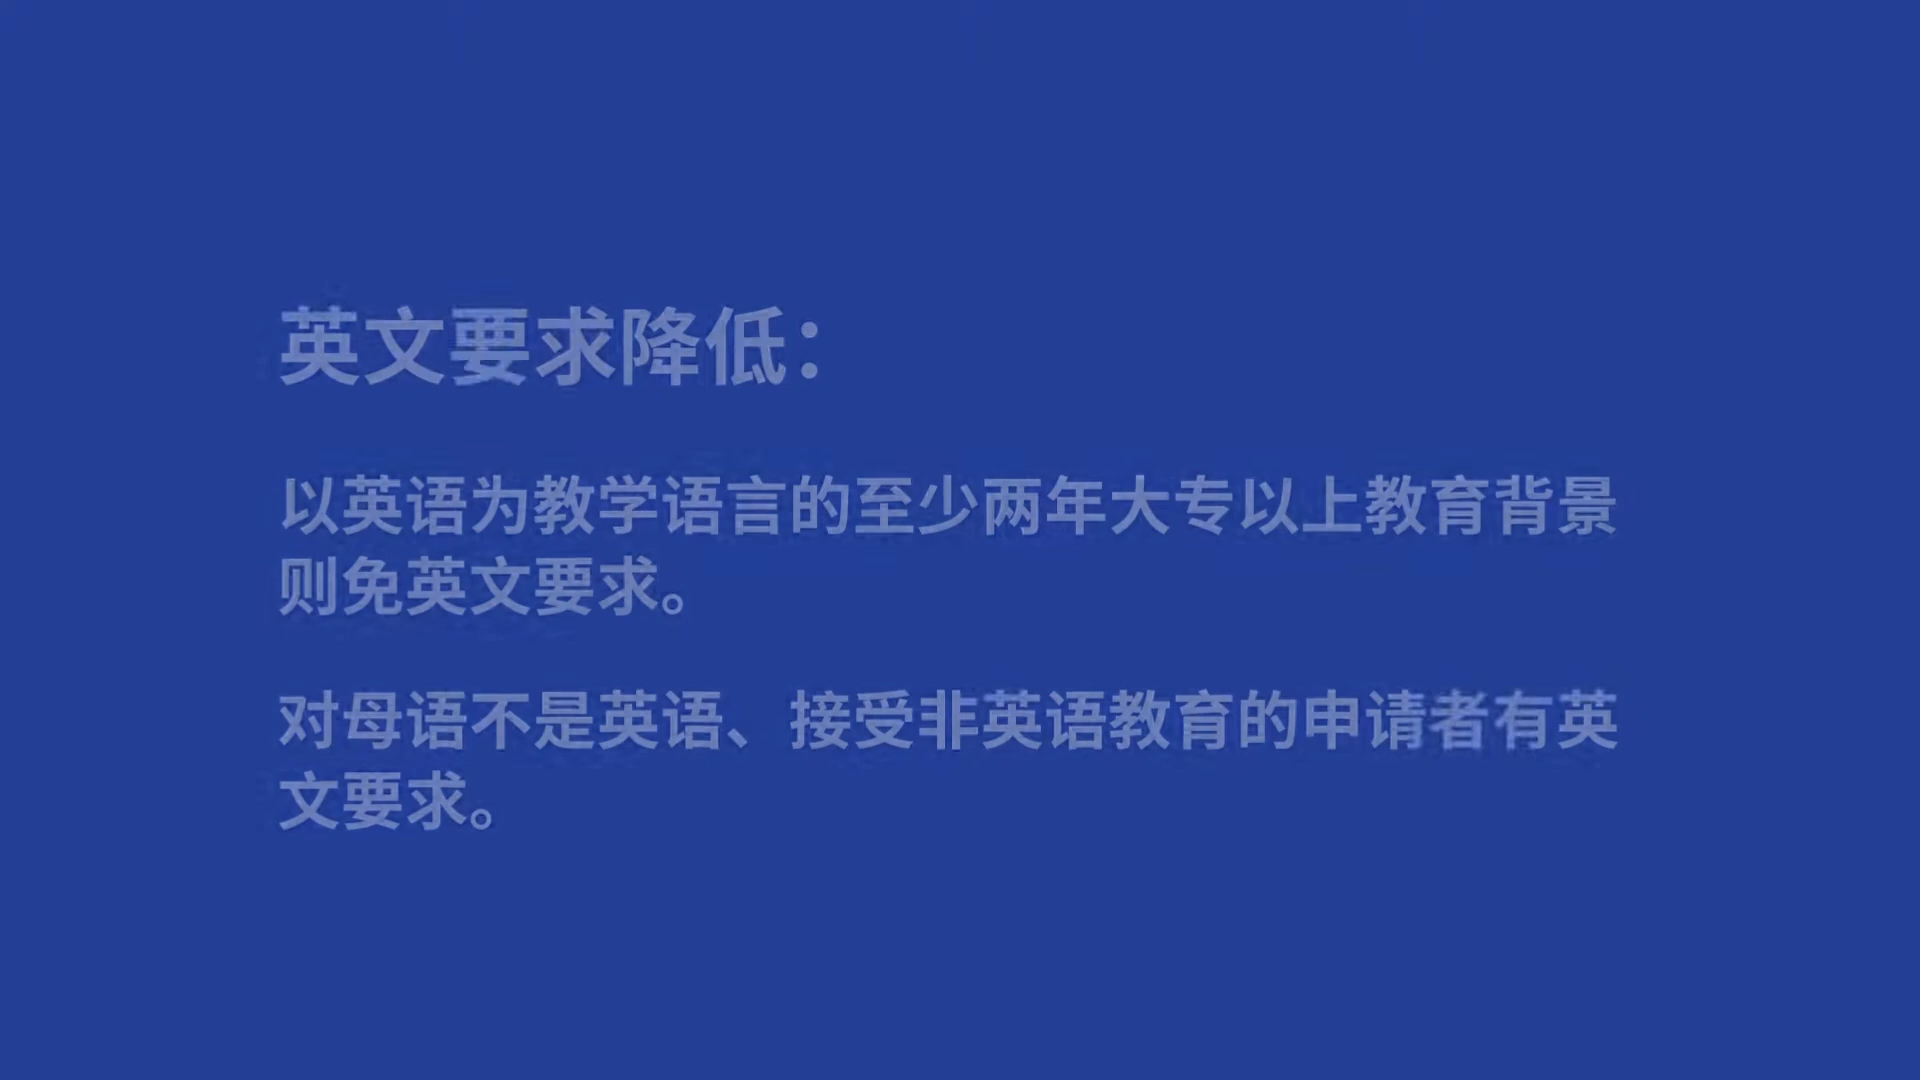 英文要求降低：
以英语为教学语言的至少两年大专以上教育背景
则免英文要求。
对母语不是英语、接受非英语教育的申请者有英
文要求。